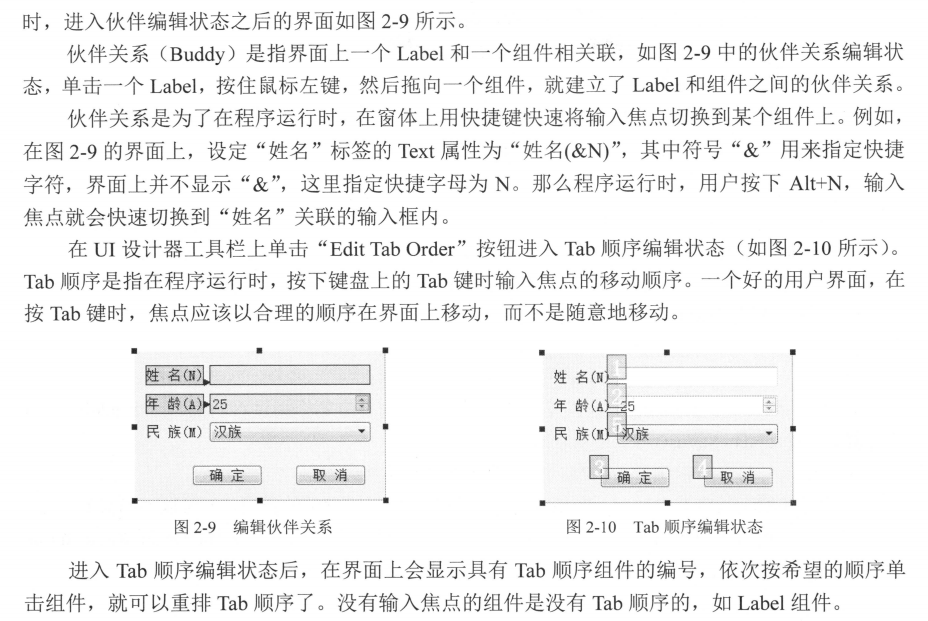 时，进入伙伴编辑状态之后的界面如图 2-9 所示。
伙伴关系（Buddy）是指界面上一个 Label 和一个组件相关联，如图 2-9 中的伙伴关系编辑状
态，单击一个 Label，按住鼠标左键，然后拖向一个组件，就建立了 Label 和组件之间的伙伴关系。
伙伴关系是为了在程序运行时，在窗体上用快捷键快速将输入焦点切换到某个组件上。例如，
在图 2-9 的界面上，设定“姓名”标签的 Text 属性为“姓名(&N)”，其中符号“&”用来指定快捷
字符，界面上并不显示“&”，这里指定快捷字母为 N。那么程序运行时，用户按下 Alt+N，输入
焦点就会快速切换到“姓名”关联的输入框内。
在 UI 设计器工具栏上单击“Edit Tab Order”按钮进入 Tab 顺序编辑状态（如图 2-10 所示）。
Tab 顺序是指在程序运行时，按下键盘上的 Tab 键时输入焦点的移动顺序。一个好的用户界面，在
按 Tab 键时，焦点应该以合理的顺序在界面上移动，而不是随意地移动。
姓 名(N)
年 龄(A) 25
民 族(M) 汉族
确 定 取 消
图 2-9 编辑伙伴关系
1
姓 名(N)
2
年 龄(A) 25
5
民 族(M) 汉族
3 确 定 4 取 消
图 2-10 Tab 顺序编辑状态
进入 Tab 顺序编辑状态后，在界面上会显示具有 Tab 顺序组件的编号，依次按希望的顺序单
击组件，就可以重排 Tab 顺序了。没有输入焦点的组件是没有 Tab 顺序的，如 Label 组件。